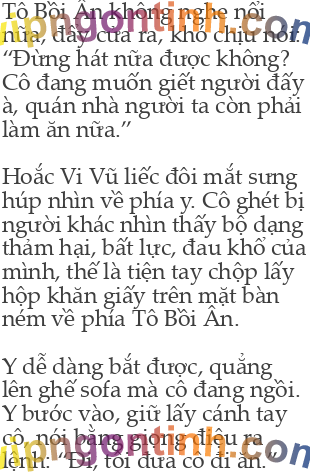 Tô Bồi Ân không nghe nổi
nữa, đẩy cửa ra, khó chịu nói:
“Đừng hát nữa được không?
Cô đang muốn giết người đấy
à, quán nhà người ta còn phải
làm ăn nữa.”
Hoắc Vi Vũ liếc đôi mắt sưng
húp nhìn về phía y. Cô ghét bị
người khác nhìn thấy bộ dạng
thảm hại, bất lực, đau khổ của
mình, thế là tiện tay chộp lấy
hộp khăn giấy trên mặt bàn
ném về phía Tô Bồi Ân.
Y dễ dàng bắt được, quẳng
lên ghế sofa mà cô đang ngồi.
Y bước vào, giữ lấy cánh tay
cô, nói bằng giọng điệu ra
lệnh: “Đi, tôi đưa cô đi ăn.”
vipngontinh.com
vipngontinh.com